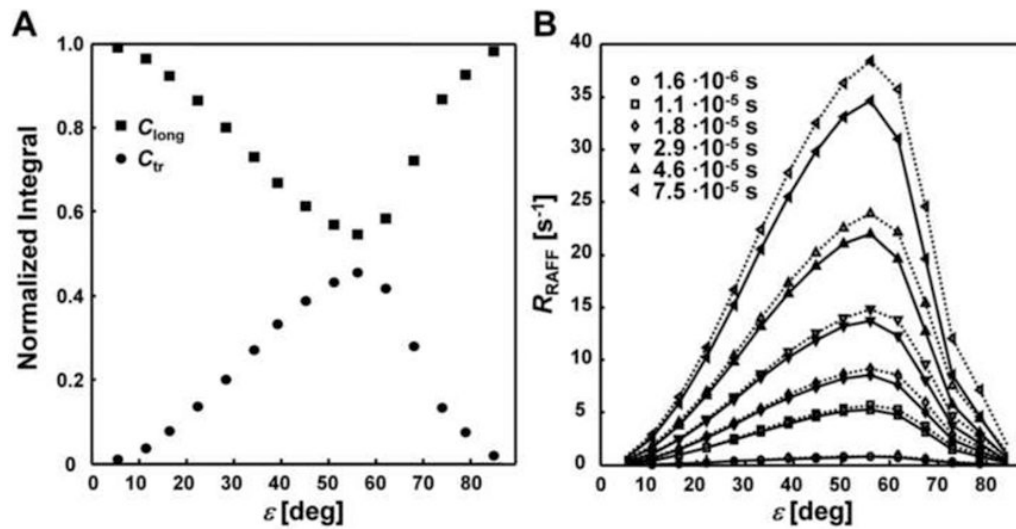 A
Normalized Integral
1.0
0.8
0.6
0.4
0.2
0
C_long
C_tr
0 10 20 30 40 50 60 70 80 90
ε [deg]
B
R_RAFF [s⁻¹]
40
35
30
25
20
15
10
5
0
1.6 ·10⁻⁶ s
1.1 ·10⁻⁵ s
1.8 ·10⁻⁵ s
2.9 ·10⁻⁵ s
4.6 ·10⁻⁵ s
7.5 ·10⁻⁵ s
0 10 20 30 40 50 60 70 80
ε [deg]